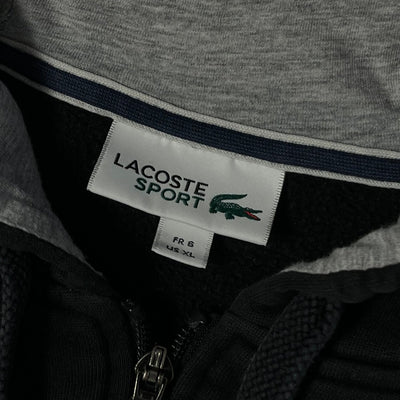 LACOSTE
SPORT
FR 6
US XL